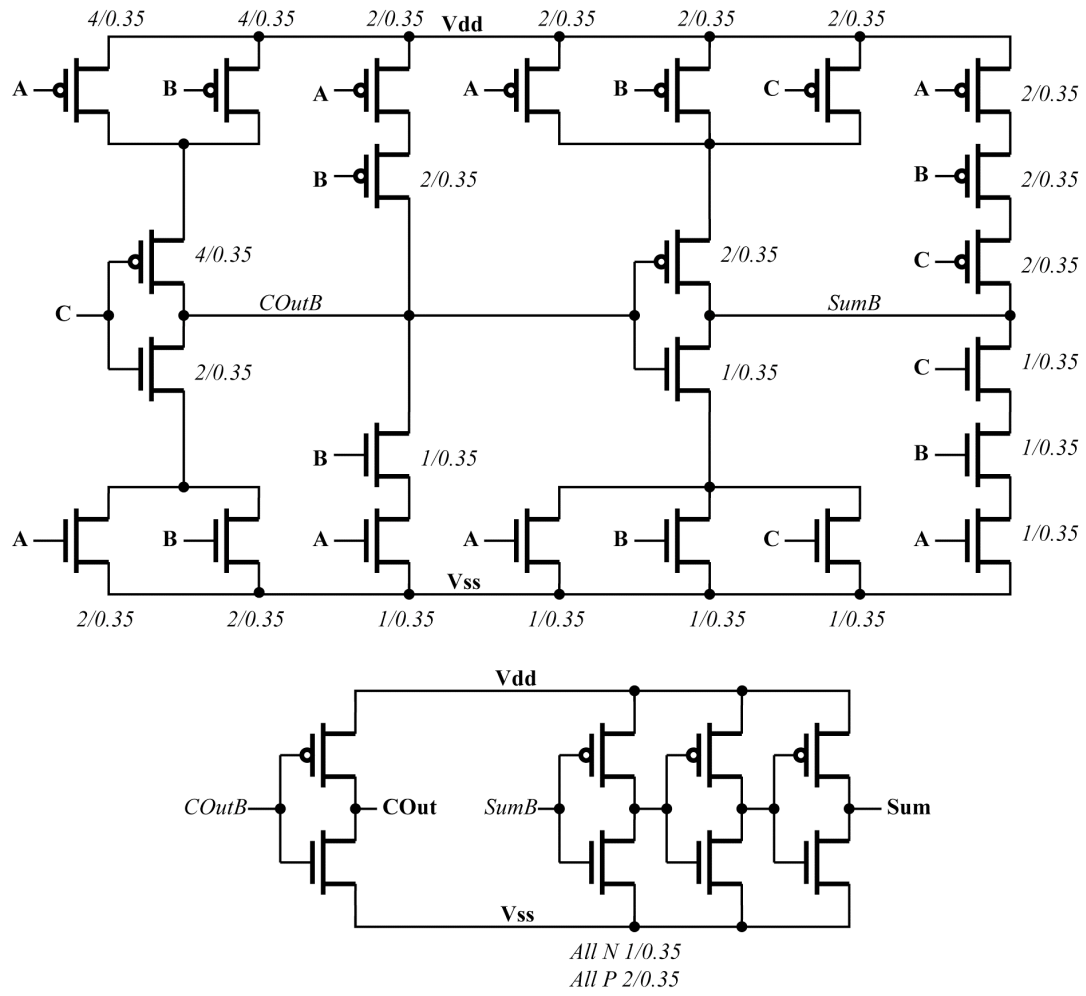 4/0.35 4/0.35 2/0.35 2/0.35 2/0.35 2/0.35
Vdd
A B A A B C A 2/0.35
B 2/0.35 B 2/0.35
4/0.35 2/0.35 C 2/0.35
C COutB SumB
2/0.35 1/0.35 C 1/0.35
B 1/0.35 B 1/0.35
A B A A B C A 1/0.35
Vss
2/0.35 2/0.35 1/0.35 1/0.35 1/0.35 1/0.35
Vdd
COutB COut SumB Sum
Vss
All N 1/0.35
All P 2/0.35